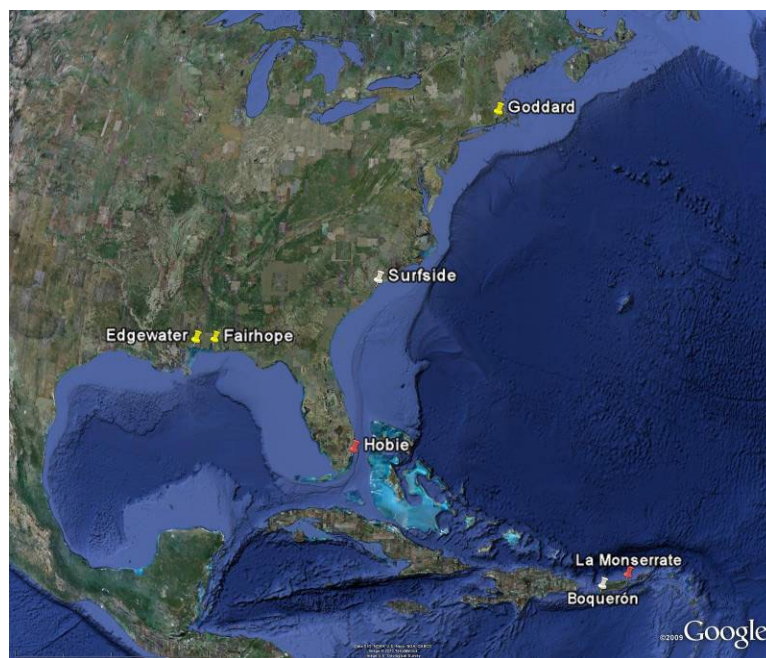 Goddard
Surfside
Edgewater
Fairhope
Hobie
La Monserrate
Boquerón
©2009 Google